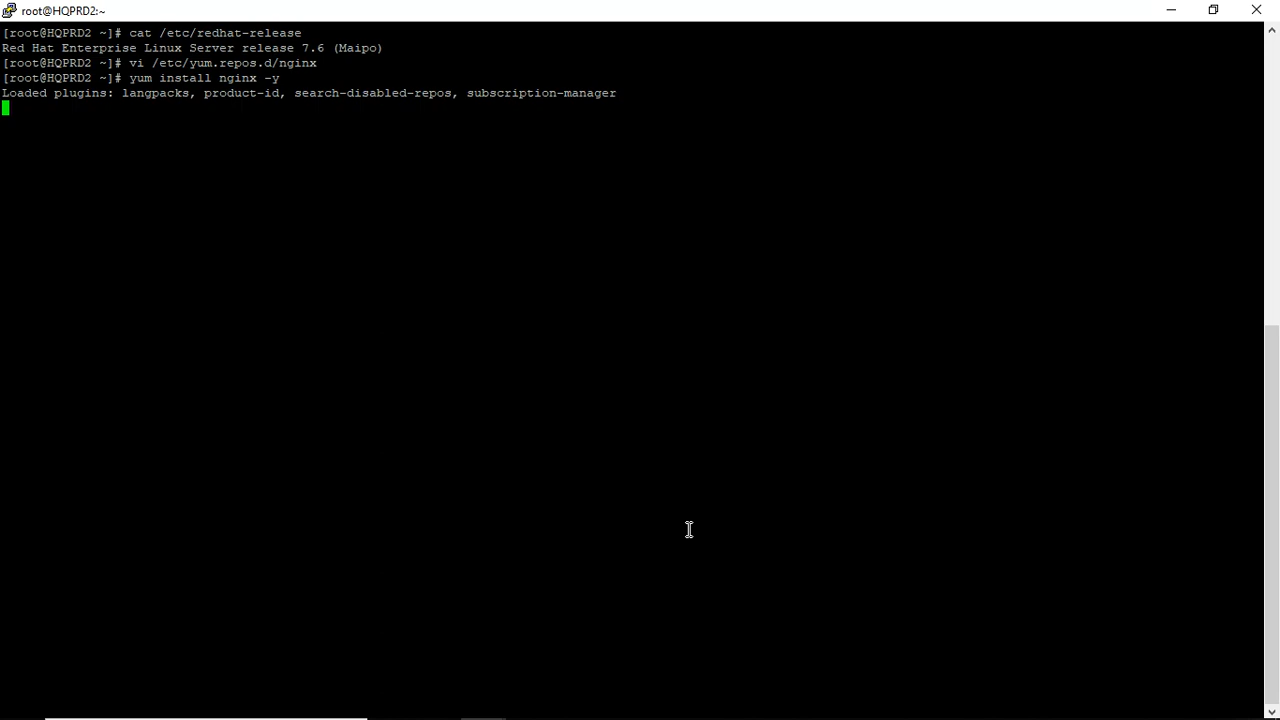 root@HQPRD2:~
[root@HQPRD2 ~]# cat /etc/redhat-release
Red Hat Enterprise Linux Server release 7.6 (Maipo)
[root@HQPRD2 ~]# vi /etc/yum.repos.d/nginx
[root@HQPRD2 ~]# yum install nginx -y
Loaded plugins: langpacks, product-id, search-disabled-repos, subscription-manager